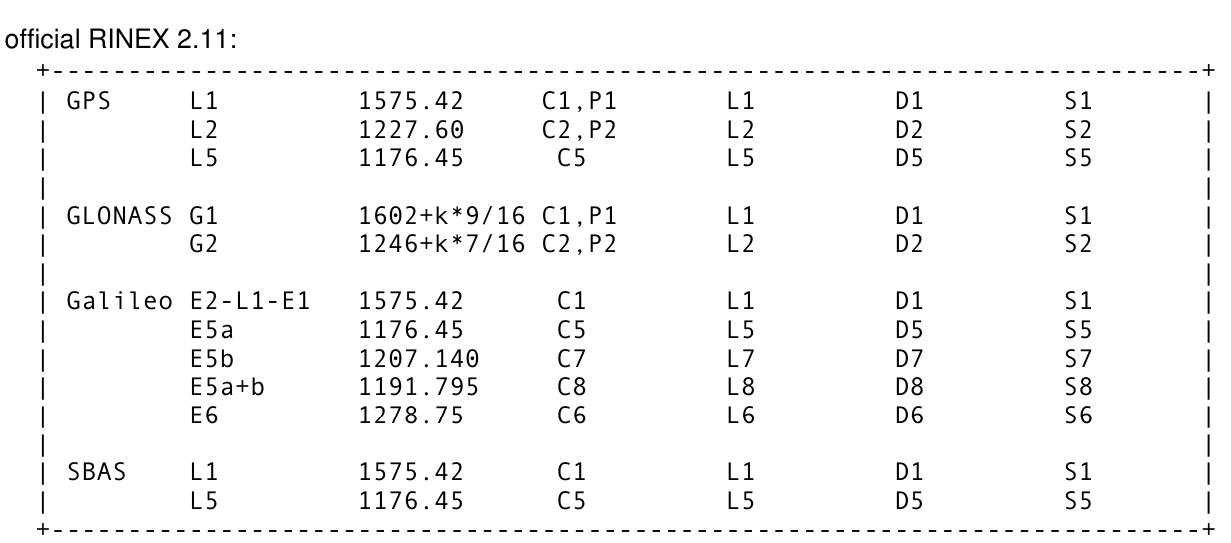 official RINEX 2.11:
+----------------------------------------------------------------------------+
| GPS     L1         1575.42     C1,P1       L1         D1         S1       |
|         L2         1227.60     C2,P2       L2         D2         S2       |
|         L5         1176.45      C5         L5         D5         S5       |
|                                                                            |
| GLONASS G1         1602+k*9/16 C1,P1       L1         D1         S1       |
|         G2         1246+k*7/16 C2,P2       L2         D2         S2       |
|                                                                            |
| Galileo E2-L1-E1   1575.42      C1         L1         D1         S1       |
|         E5a        1176.45      C5         L5         D5         S5       |
|         E5b        1207.140     C7         L7         D7         S7       |
|         E5a+b      1191.795     C8         L8         D8         S8       |
|         E6         1278.75      C6         L6         D6         S6       |
|                                                                            |
| SBAS    L1         1575.42      C1         L1         D1         S1       |
|         L5         1176.45      C5         L5         D5         S5       |
+----------------------------------------------------------------------------+